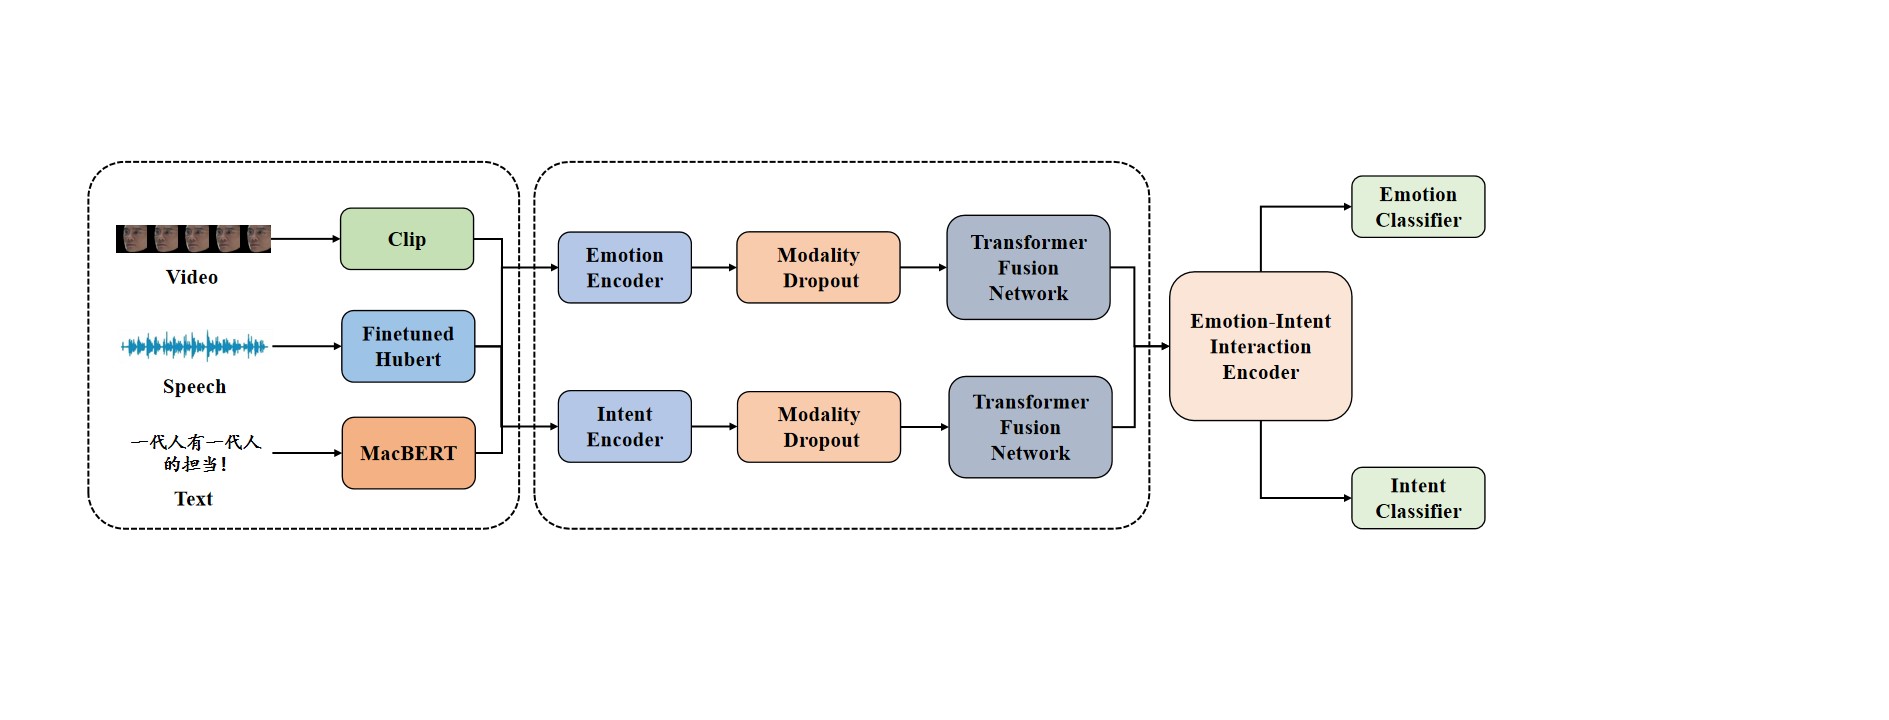 Clip
Video
Finetuned
Hubert
Speech
一代人有一代人
的担当!
Text
MacBERT
Emotion
Encoder
Modality
Dropout
Transformer
Fusion
Network
Intent
Encoder
Modality
Dropout
Transformer
Fusion
Network
Emotion-Intent
Interaction
Encoder
Emotion
Classifier
Intent
Classifier